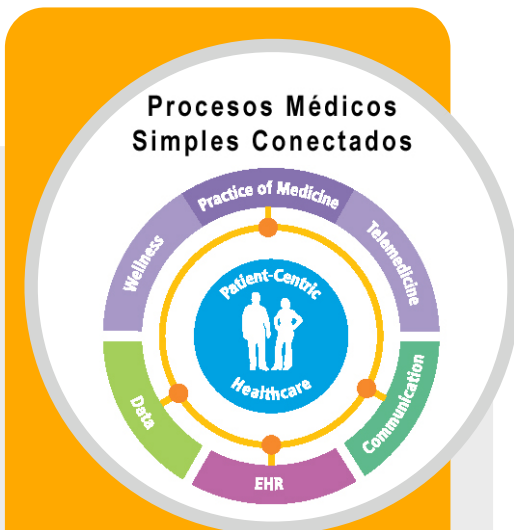 Procesos Médicos
Simples Conectados
Practice of Medicine
Wellness
Telemedicine
Patient-Centric
Healthcare
Data
Communication
EHR